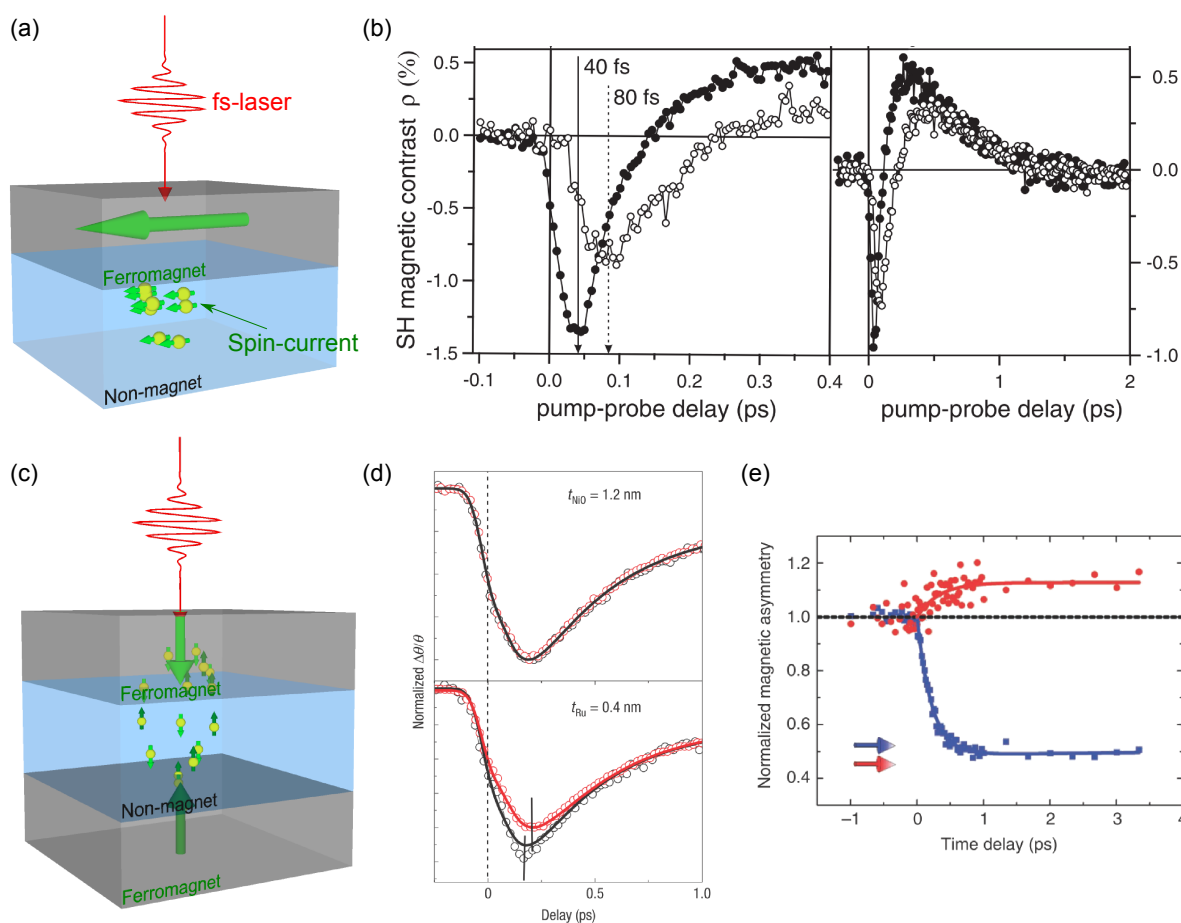 (a)
fs-laser
Ferromagnet
Spin-current
Non-magnet
(b)
SH magnetic contrast ρ (%)
0.5
0.0
-0.5
-1.0
-1.5
40 fs
80 fs
-0.1
0.0
0.1
0.2
0.3
0.4
pump-probe delay (ps)
0.5
0.0
-0.5
-1.0
0
1
2
pump-probe delay (ps)
(c)
Ferromagnet
Non-magnet
Ferromagnet
(d)
Normalized Δθ/θ
tNiO = 1.2 nm
tRu = 0.4 nm
0
0.5
1.0
Delay (ps)
(e)
Normalized magnetic asymmetry
1.2
1.0
0.8
0.6
0.4
−1
0
1
2
3
4
Time delay (ps)